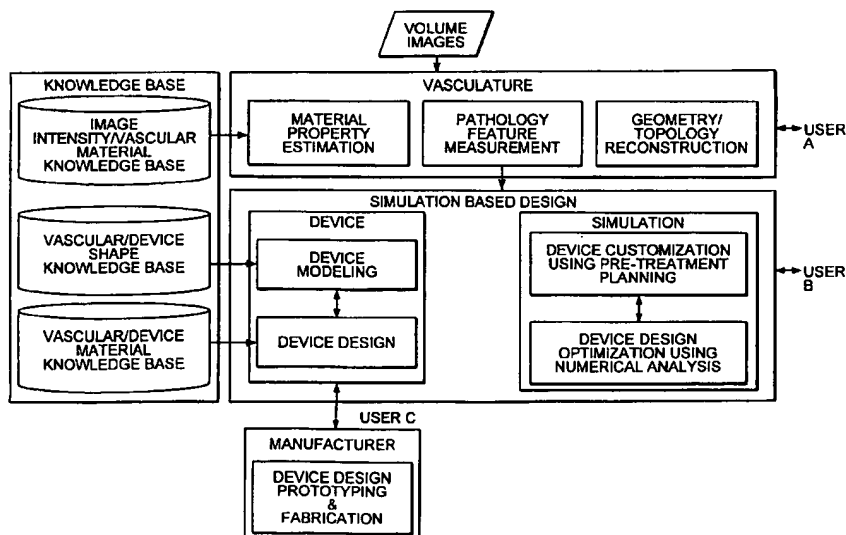 VOLUME
IMAGES
KNOWLEDGE BASE
IMAGE
INTENSITY/VASCULAR
MATERIAL
KNOWLEDGE BASE
VASCULAR/DEVICE
SHAPE
KNOWLEDGE BASE
VASCULAR/DEVICE
MATERIAL
KNOWLEDGE BASE
VASCULATURE
MATERIAL
PROPERTY
ESTIMATION
PATHOLOGY
FEATURE
MEASUREMENT
GEOMETRY/
TOPOLOGY
RECONSTRUCTION
USER
A
SIMULATION BASED DESIGN
DEVICE
DEVICE
MODELING
DEVICE DESIGN
SIMULATION
DEVICE CUSTOMIZATION
USING PRE-TREATMENT
PLANNING
DEVICE DESIGN
OPTIMIZATION USING
NUMERICAL ANALYSIS
USER
B
USER C
MANUFACTURER
DEVICE DESIGN
PROTOTYPING
&
FABRICATION